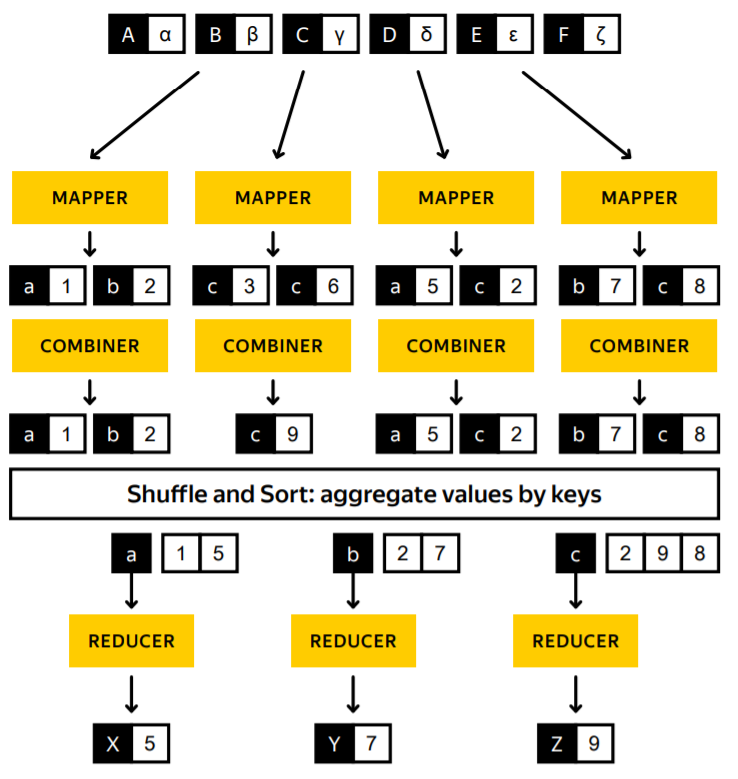 A α B β C γ D δ E ε F ζ
MAPPER MAPPER MAPPER MAPPER
a 1 b 2 c 3 c 6 a 5 c 2 b 7 c 8
COMBINER COMBINER COMBINER COMBINER
a 1 b 2 c 9 a 5 c 2 b 7 c 8
Shuffle and Sort: aggregate values by keys
a 1 5 b 2 7 c 2 9 8
REDUCER REDUCER REDUCER
X 5 Y 7 Z 9